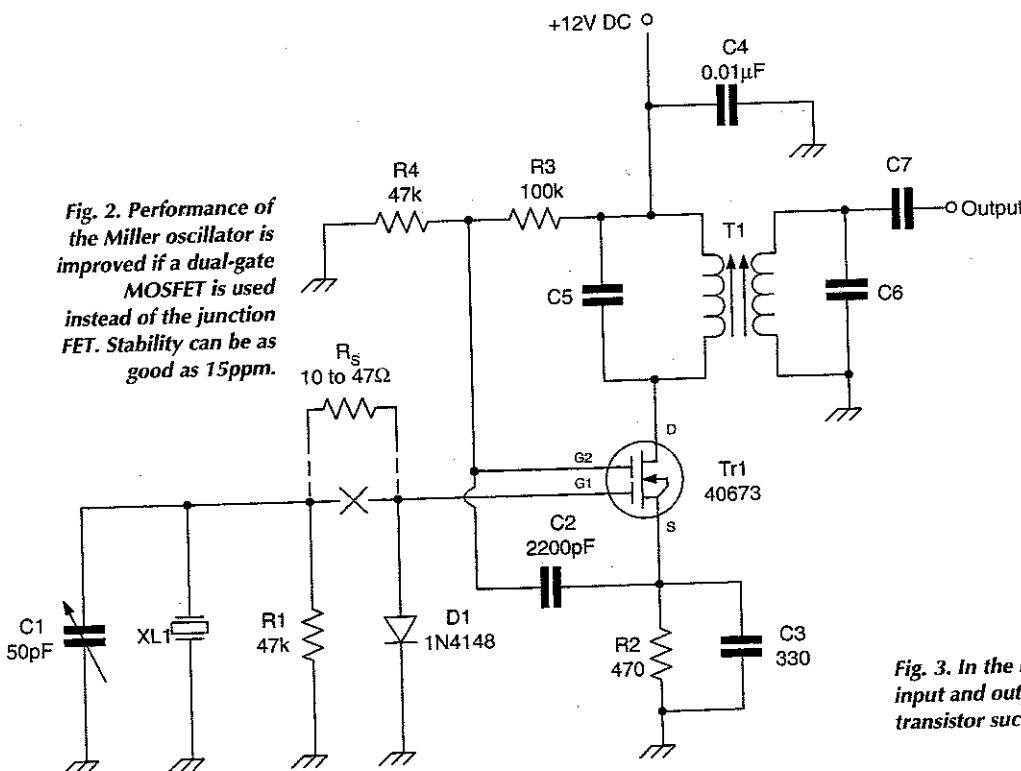 +12V DC
C4
0.01µF
R4
47k
R3
100k
C7
Output
T1
C5
C6
Fig. 2. Performance of
the Miller oscillator is
improved if a dual-gate
MOSFET is used
instead of the junction
FET. Stability can be as
good as 15ppm.
RS
10 to 47Ω
D
G2
G1
S
Tr1
40673
C2
2200pF
C1
50pF
XL1
R1
47k
D1
1N4148
R2
470
C3
330
Fig. 3. In the
input and out
transistor suc